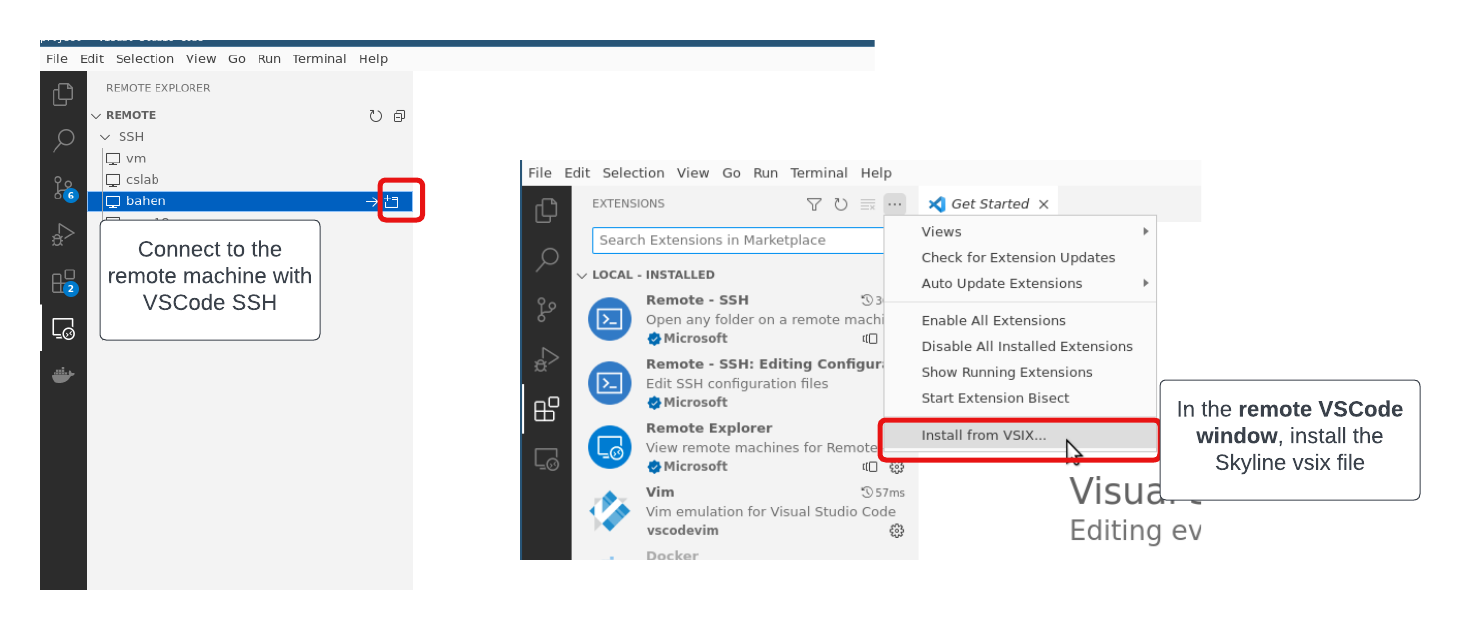 File Edit Selection View Go Run Terminal Help
REMOTE EXPLORER
REMOTE
SSH
vm
cslab
bahen
6
2
Connect to the
remote machine with
VSCode SSH
File Edit Selection View Go Run Terminal Help
EXTENSIONS
Get Started
Search Extensions in Marketplace
LOCAL - INSTALLED
Remote - SSH
Open any folder on a remote machi
Microsoft
Remote - SSH: Editing Configur
Edit SSH configuration files
Microsoft
Remote Explorer
View remote machines for Remote
Microsoft
Vim 57ms
Vim emulation for Visual Studio Code
vscodevim
Docker
Views
Check for Extension Updates
Auto Update Extensions
Enable All Extensions
Disable All Installed Extensions
Show Running Extensions
Start Extension Bisect
Install from VSIX...
In the remote VSCode
window, install the
Skyline vsix file
Visual
Editing ev